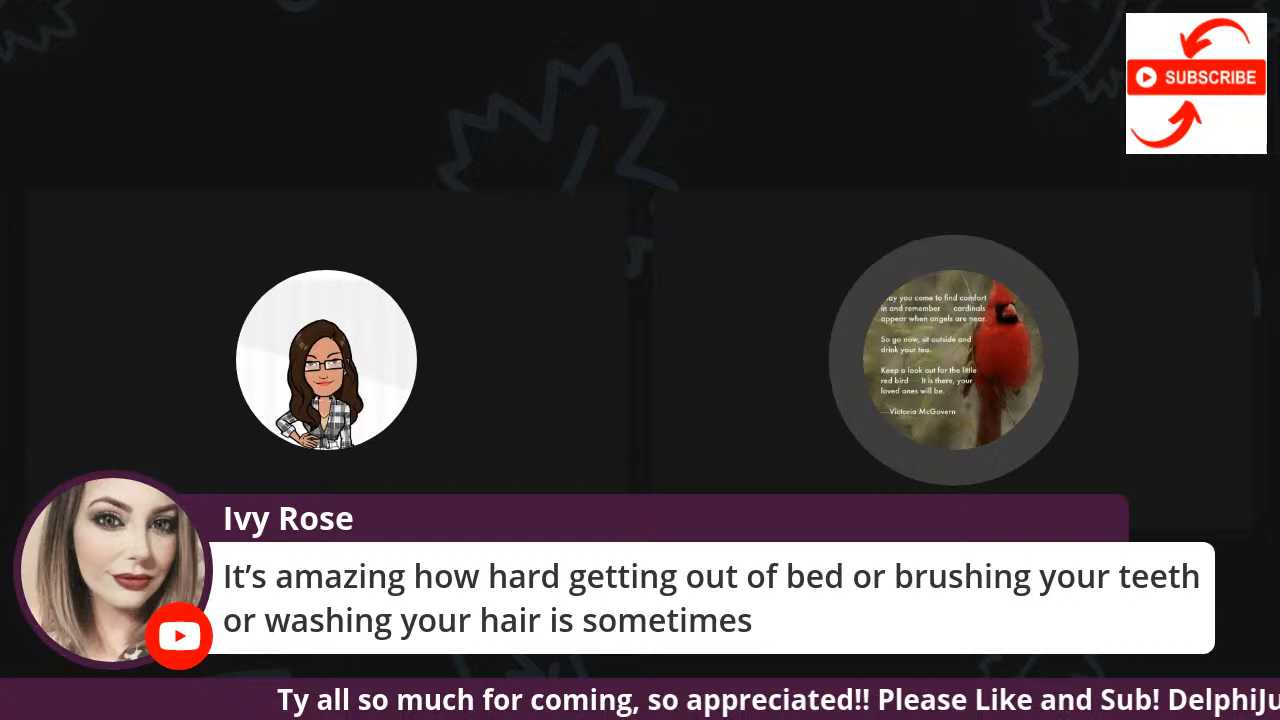 SUBSCRIBE
ay you come to find comfort
in and remember cardinals
appear when angels are near.
So go now, sit outside and
drink your tea.
Keep a look out for the little
red bird — It is there, your
loved ones will be.
—Victoria McGovern
Ivy Rose
It's amazing how hard getting out of bed or brushing your teeth
or washing your hair is sometimes
Ty all so much for coming, so appreciated!! Please Like and Sub! DelphiJu